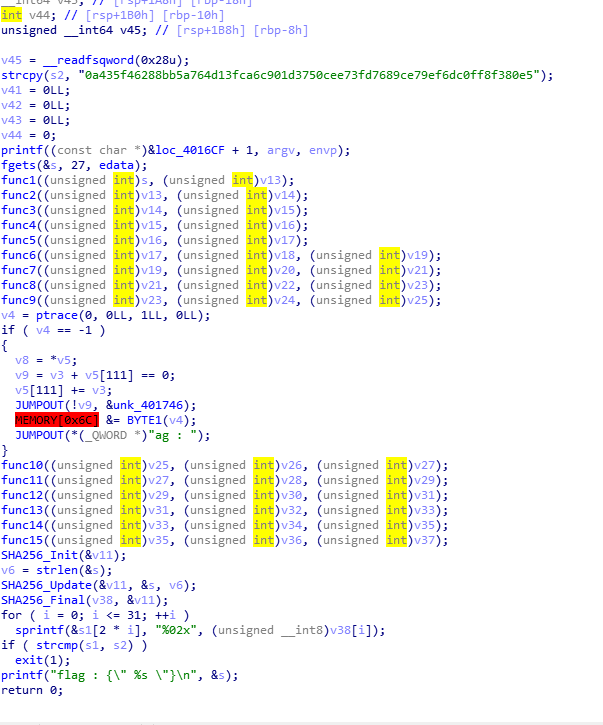 int v44; // [rsp+1B0h] [rbp-10h]
unsigned __int64 v45; // [rsp+1B8h] [rbp-8h]
v45 = __readfsqword(0x28u);
strcpy(s2, "0a435f46288bb5a764d13fca6c901d3750cee73fd7689ce79ef6dc0ff8f380e5");
v41 = 0LL;
v42 = 0LL;
v43 = 0LL;
v44 = 0;
printf((const char *)&loc_4016CF + 1, argv, envp);
fgets(&s, 27, edata);
func1((unsigned int)s, (unsigned int)v13);
func2((unsigned int)v13, (unsigned int)v14);
func3((unsigned int)v14, (unsigned int)v15);
func4((unsigned int)v15, (unsigned int)v16);
func5((unsigned int)v16, (unsigned int)v17);
func6((unsigned int)v17, (unsigned int)v18, (unsigned int)v19);
func7((unsigned int)v19, (unsigned int)v20, (unsigned int)v21);
func8((unsigned int)v21, (unsigned int)v22, (unsigned int)v23);
func9((unsigned int)v23, (unsigned int)v24, (unsigned int)v25);
v4 = ptrace(0, 0LL, 1LL, 0LL);
if ( v4 == -1 )
{
v8 = *v5;
v9 = v3 + v5[111] == 0;
v5[111] += v3;
JUMPOUT(!v9, &unk_401746);
MEMORY[0x6C] &= BYTE1(v4);
JUMPOUT(*(_QWORD *)"ag : ");
}
func10((unsigned int)v25, (unsigned int)v26, (unsigned int)v27);
func11((unsigned int)v27, (unsigned int)v28, (unsigned int)v29);
func12((unsigned int)v29, (unsigned int)v30, (unsigned int)v31);
func13((unsigned int)v31, (unsigned int)v32, (unsigned int)v33);
func14((unsigned int)v33, (unsigned int)v34, (unsigned int)v35);
func15((unsigned int)v35, (unsigned int)v36, (unsigned int)v37);
SHA256_Init(&v11);
v6 = strlen(&s);
SHA256_Update(&v11, &s, v6);
SHA256_Final(v38, &v11);
for ( i = 0; i <= 31; ++i )
sprintf(&s1[2 * i], "%02x", (unsigned __int8)v38[i]);
if ( strcmp(s1, s2) )
exit(1);
printf("flag : {\" %s \"}\n", &s);
return 0;